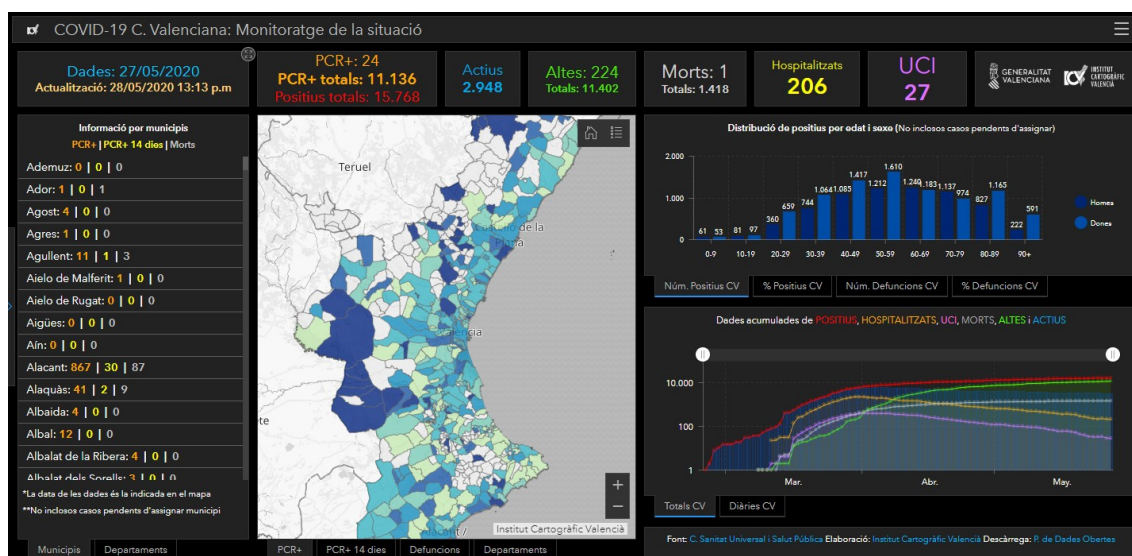 COVID-19 C. Valenciana: Monitoratge de la situació
Dades: 27/05/2020
Actualització: 28/05/2020 13:13 p.m
PCR+: 24
PCR+ totals: 11.136
Positius totals: 15.768
Actius
2.948
Altes: 224
Totals: 11.402
Morts: 1
Totals: 1.418
Hospitalitzats
206
UCI
27
GENERALITAT
VALENCIANA
INSTITUT
CARTOGRÀFIC
VALENCIÀ
Informació per municipis
PCR+ | PCR+ 14 dies | Morts
Ademuz: 0 | 0 | 0
Ador: 1 | 0 | 1
Agost: 4 | 0 | 0
Agres: 1 | 0 | 0
Agullent: 11 | 1 | 3
Aielo de Malferit: 1 | 0 | 0
Aielo de Rugat: 0 | 0 | 0
Aigües: 0 | 0 | 0
Aín: 0 | 0 | 0
Alacant: 867 | 30 | 87
Alaquàs: 41 | 2 | 9
Albaida: 4 | 0 | 0
Albal: 12 | 0 | 0
Albalat de la Ribera: 4 | 0 | 0
Albalat dels Sorells: 3 | 0 | 0
*La data de les dades és la indicada en el mapa
**No inclosos casos pendents d'assignar municipi
Municipis Departaments
Teruel
de la
Plana
+
−
Institut Cartogràfic Valencià
PCR+ PCR+ 14 dies Defuncions Departaments
Distribució de positius per edat i sexe (No inclosos casos pendents d'assignar)
2.000
1.000
0
61 53 81 97 360 659 744 1.064 1.085 1.417 1.212 1.610 1.240 1.183 1.137 974 827 1.165 222 591
0-9 10-19 20-29 30-39 40-49 50-59 60-69 70-79 80-89 90+
Homes
Dones
Núm. Positius CV % Positius CV Núm. Defuncions CV % Defuncions CV
Dades acumulades de POSITIUS, HOSPITALITZATS, UCI, MORTS, ALTES i ACTIUS
10.000
100
1
Mar. Abr. May.
Totals CV Diàries CV
Font: C. Sanitat Universal i Salut Pública Elaboració: Institut Cartogràfic Valencià Descàrrega: P. de Dades Obertes